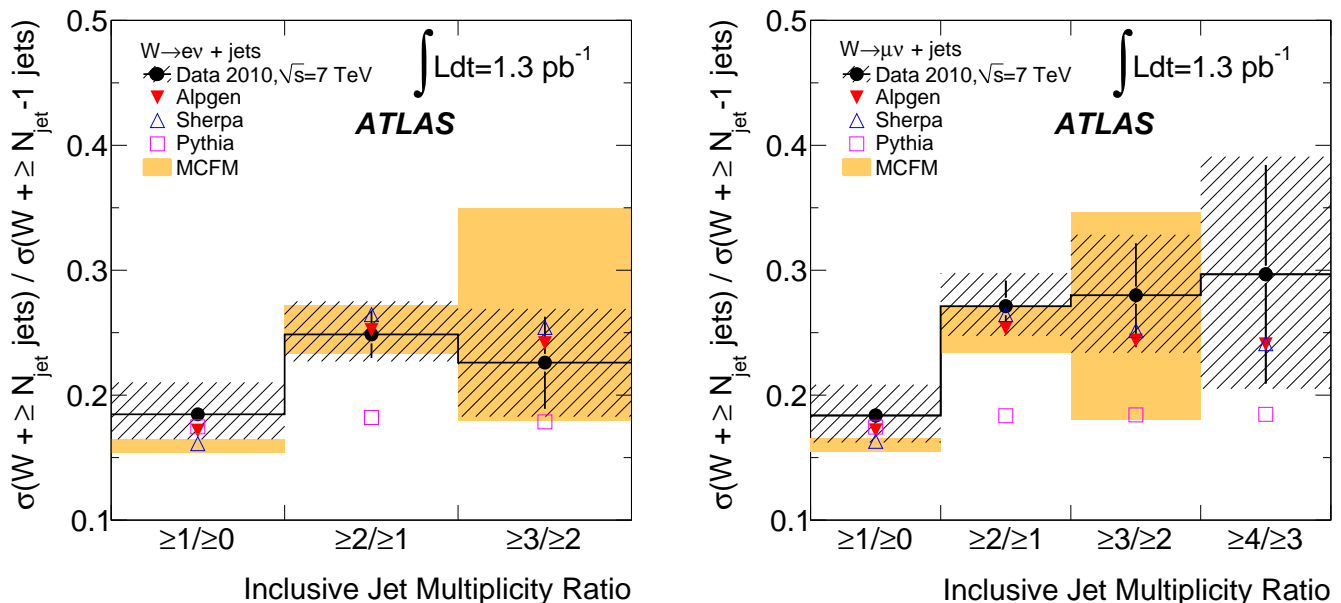 σ(W + ≥ N_jet jets) / σ(W + ≥ N_jet -1 jets)
0.5
0.4
0.3
0.2
0.1
W→eν + jets
Data 2010,√s=7 TeV
Alpgen
Sherpa
Pythia
MCFM
∫Ldt=1.3 pb⁻¹
ATLAS
≥1/≥0 ≥2/≥1 ≥3/≥2
Inclusive Jet Multiplicity Ratio
σ(W + ≥ N_jet jets) / σ(W + ≥ N_jet -1 jets)
0.5
0.4
0.3
0.2
0.1
W→μν + jets
Data 2010,√s=7 TeV
Alpgen
Sherpa
Pythia
MCFM
∫Ldt=1.3 pb⁻¹
ATLAS
≥1/≥0 ≥2/≥1 ≥3/≥2 ≥4/≥3
Inclusive Jet Multiplicity Ratio